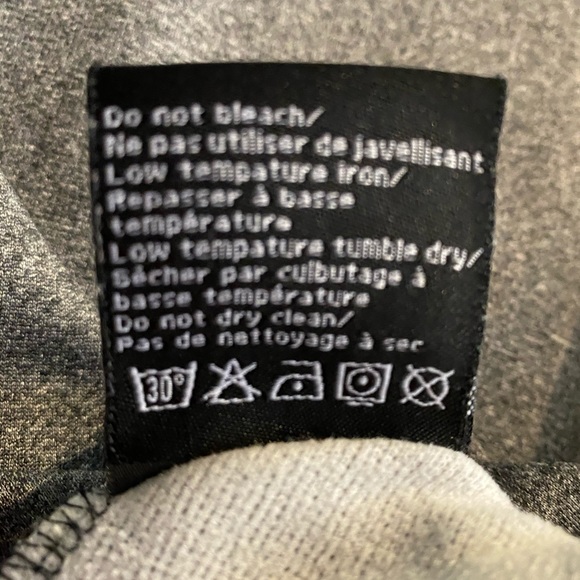 Do not bleach/
Ne pas utiliser de javellisant
Low tempature iron/
Repasser à basse
température
Low tempature tumble dry/
Sécher par culbutage à
basse température
Do not dry clean/
Pas de nettoyage à sec
30°